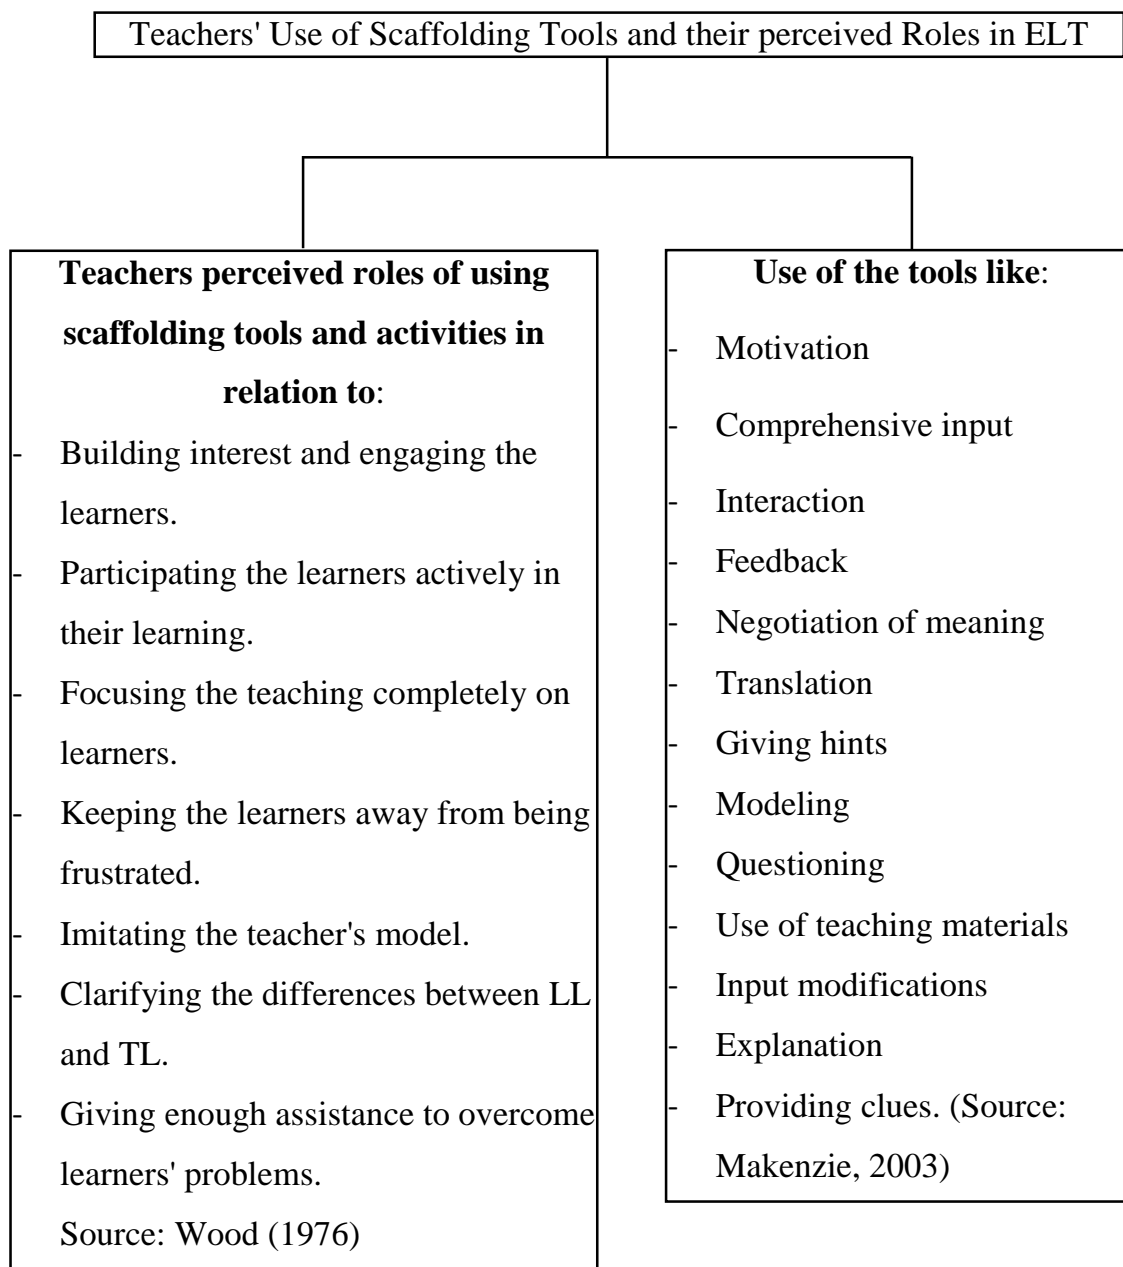 Teachers' Use of Scaffolding Tools and their perceived Roles in ELT
Teachers perceived roles of using
scaffolding tools and activities in
relation to:
- Building interest and engaging the
learners.
- Participating the learners actively in
their learning.
- Focusing the teaching completely on
learners.
- Keeping the learners away from being
frustrated.
- Imitating the teacher's model.
- Clarifying the differences between LL
and TL.
- Giving enough assistance to overcome
learners' problems.
Source: Wood (1976)
Use of the tools like:
- Motivation
- Comprehensive input
- Interaction
- Feedback
- Negotiation of meaning
- Translation
- Giving hints
- Modeling
- Questioning
- Use of teaching materials
- Input modifications
- Explanation
- Providing clues. (Source:
Makenzie, 2003)